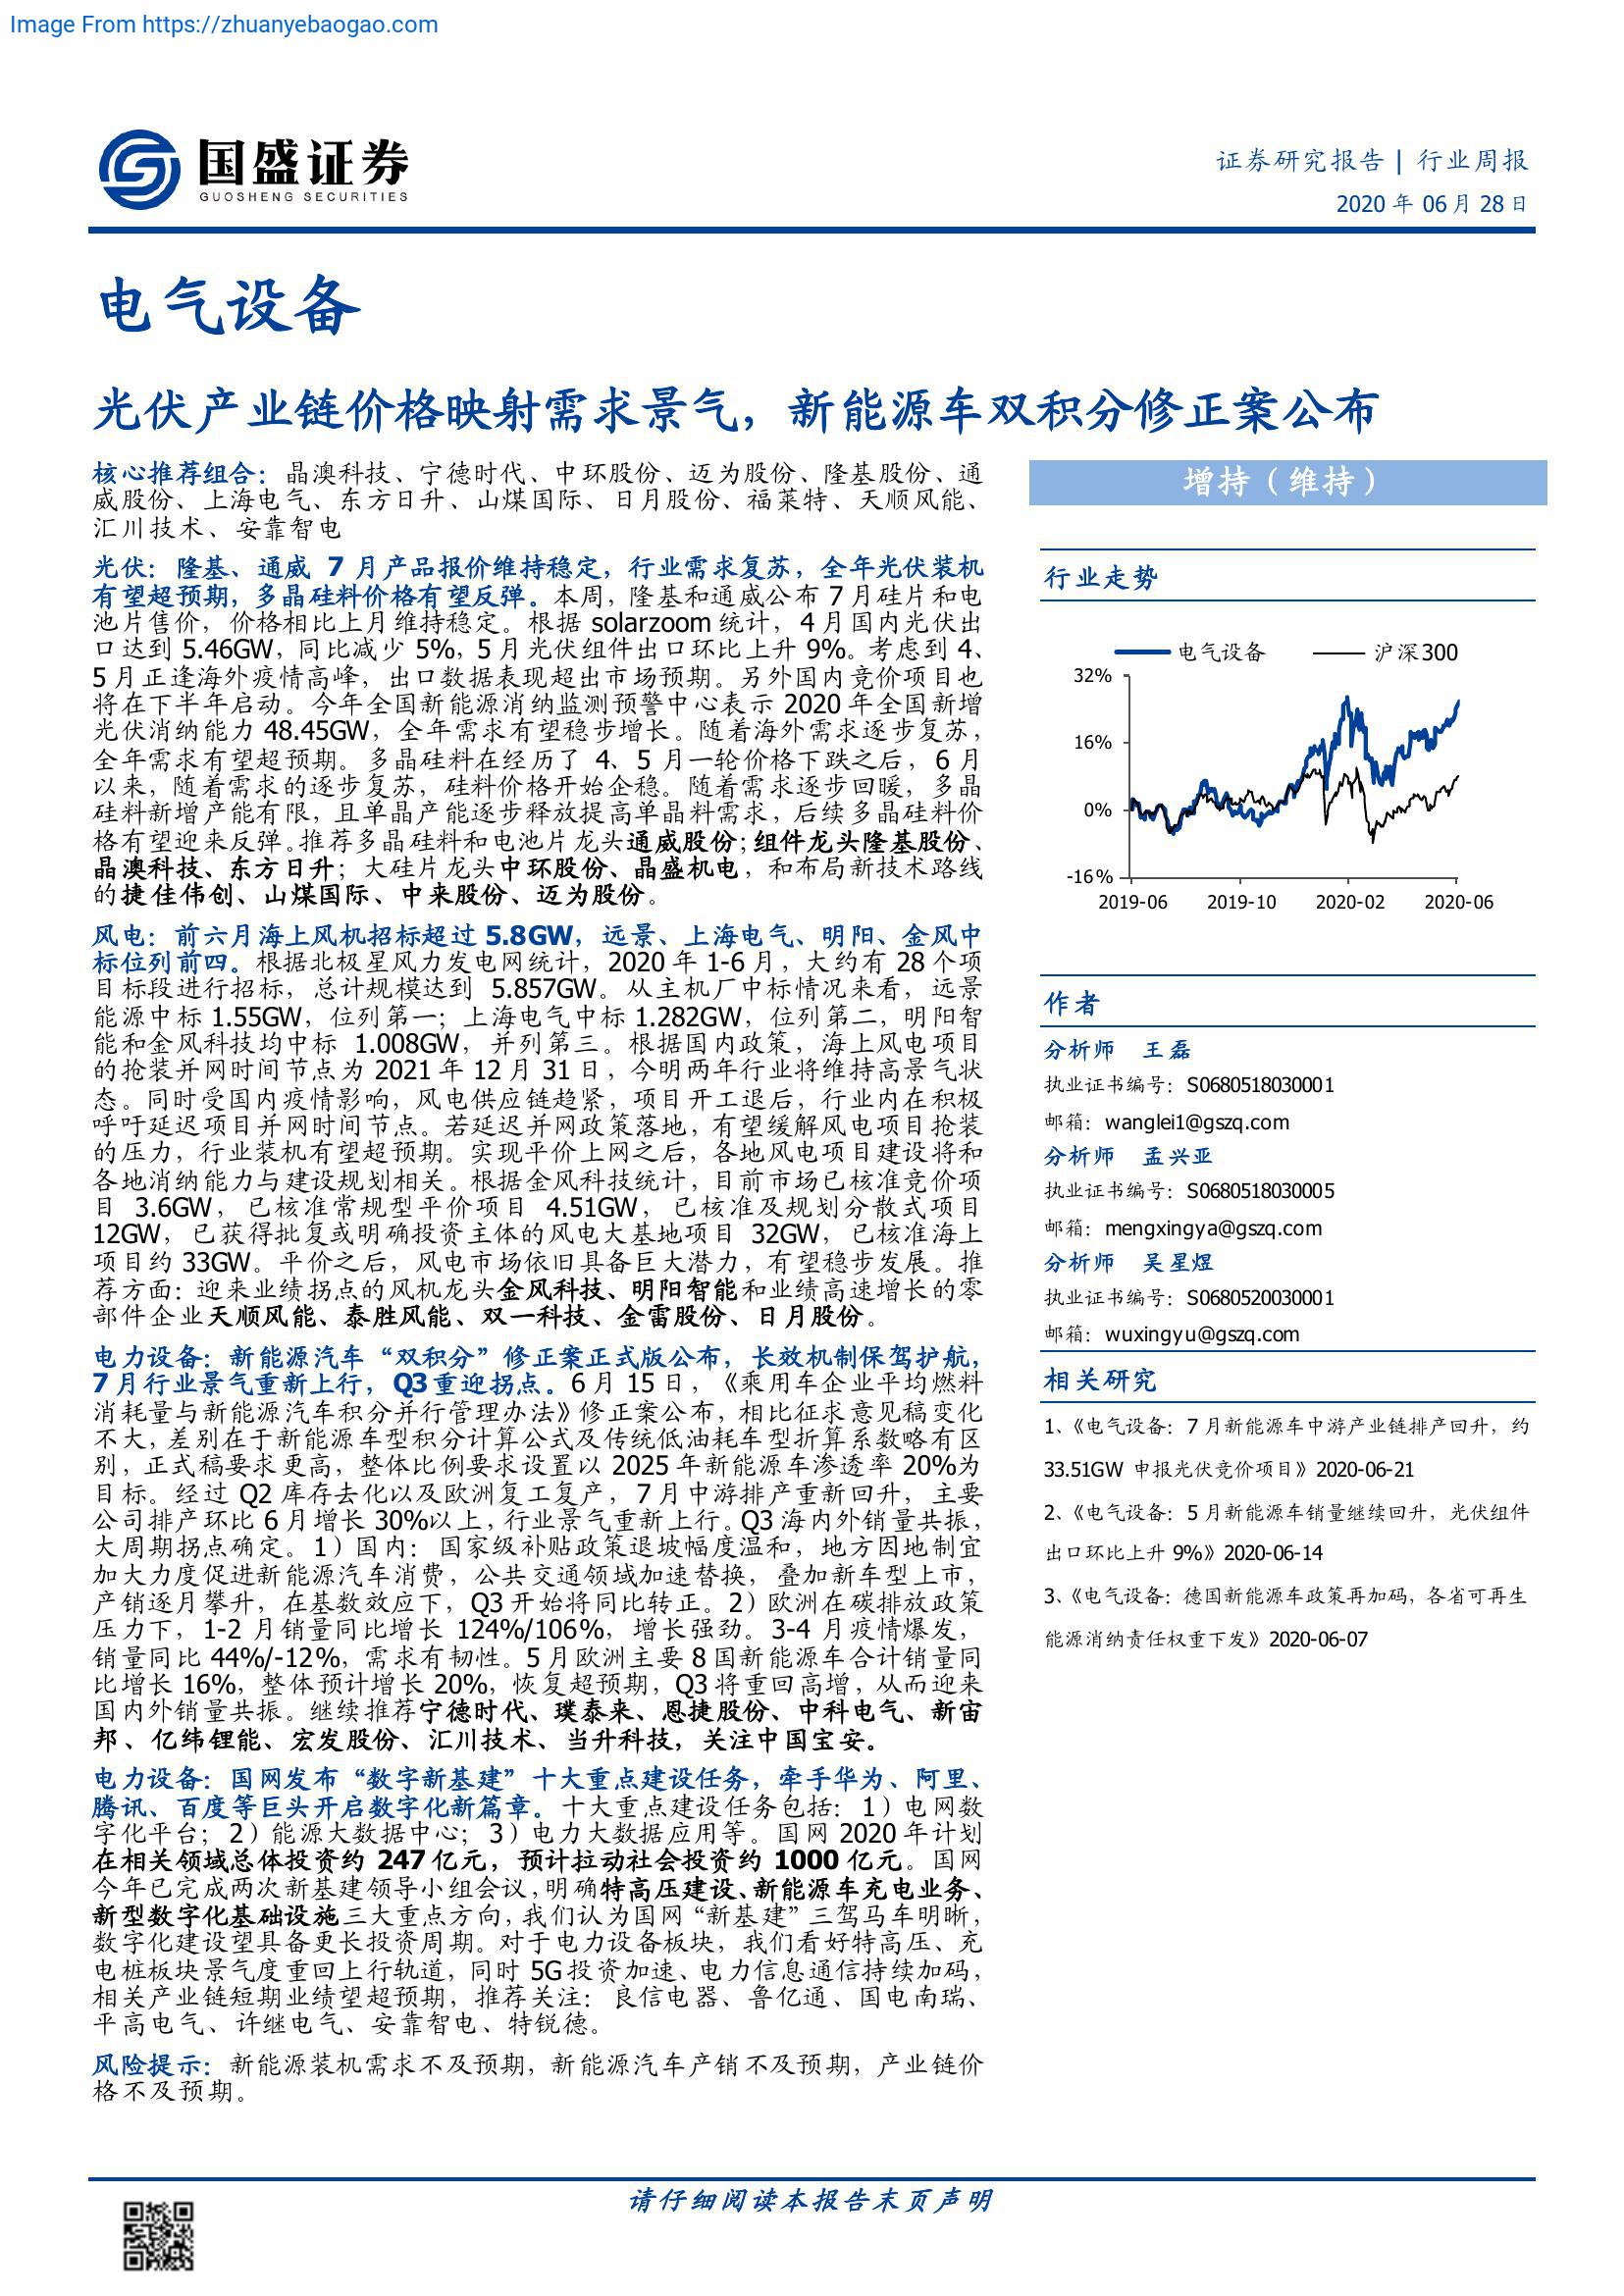 Image From https://zhuanyebaogao.com
国盛证券
GUOSHENG SECURITIES
证券研究报告 | 行业周报
2020 年 06 月 28 日
电气设备
光伏产业链价格映射需求景气，新能源车双积分修正案公布
核心推荐组合：晶澳科技、宁德时代、中环股份、迈为股份、隆基股份、通
威股份、上海电气、东方日升、山煤国际、日月股份、福莱特、天顺风能、
汇川技术、安靠智电
光伏：隆基、通威 7 月产品报价维持稳定，行业需求复苏，全年光伏装机
有望超预期，多晶硅料价格有望反弹。本周，隆基和通威公布 7 月硅片和电
池片售价，价格相比上月维持稳定。根据 solarzoom 统计，4 月国内光伏出
口达到 5.46GW，同比减少 5%，5 月光伏组件出口环比上升 9%。考虑到 4、
5 月正逢海外疫情高峰，出口数据表现超出市场预期。另外国内竞价项目也
将在下半年启动。今年全国新能源消纳监测预警中心表示 2020 年全国新增
光伏消纳能力 48.45GW，全年需求有望稳步增长。随着海外需求逐步复苏，
全年需求有望超预期。多晶硅料在经历了 4、5 月一轮价格下跌之后，6 月
以来，随着需求的逐步复苏，硅料价格开始企稳。随着需求逐步回暖，多晶
硅料新增产能有限，且单晶产能逐步释放提高单晶料需求，后续多晶硅料价
格有望迎来反弹。推荐多晶硅料和电池片龙头通威股份；组件龙头隆基股份、
晶澳科技、东方日升；大硅片龙头中环股份、晶盛机电，和布局新技术路线
的捷佳伟创、山煤国际、中来股份、迈为股份。
风电：前六月海上风机招标超过 5.8GW，远景、上海电气、明阳、金风中
标位列前四。根据北极星风力发电网统计，2020 年 1-6 月，大约有 28 个项
目标段进行招标，总计规模达到 5.857GW。从主机厂中标情况来看，远景
能源中标 1.55GW，位列第一；上海电气中标 1.282GW，位列第二，明阳智
能和金风科技均中标 1.008GW，并列第三。根据国内政策，海上风电项目
的抢装并网时间节点为 2021 年 12 月 31 日，今明两年行业将维持高景气状
态。同时受国内疫情影响，风电供应链趋紧，项目开工退后，行业内在积极
呼吁延迟项目并网时间节点。若延迟并网政策落地，有望缓解风电项目抢装
的压力，行业装机有望超预期。实现平价上网之后，各地风电项目建设将和
各地消纳能力与建设规划相关。根据金风科技统计，目前市场已核准竞价项
目 3.6GW，已核准常规型平价项目 4.51GW，已核准及规划分散式项目
12GW，已获得批复或明确投资主体的风电大基地项目 32GW，已核准海上
项目约 33GW。平价之后，风电市场依旧具备巨大潜力，有望稳步发展。推
荐方面：迎来业绩拐点的风机龙头金风科技、明阳智能和业绩高速增长的零
部件企业天顺风能、泰胜风能、双一科技、金雷股份、日月股份。
电力设备：新能源汽车“双积分”修正案正式版公布，长效机制保驾护航，
7 月行业景气重新上行，Q3 重迎拐点。6 月 15 日，《乘用车企业平均燃料
消耗量与新能源汽车积分并行管理办法》修正案公布，相比征求意见稿变化
不大，差别在于新能源车型积分计算公式及传统低油耗车型折算系数略有区
别，正式稿要求更高，整体比例要求设置以 2025 年新能源车渗透率 20%为
目标。经过 Q2 库存去化以及欧洲复工复产，7 月中游排产重新回升，主要
公司排产环比 6 月增长 30%以上，行业景气重新上行。Q3 海内外销量共振，
大周期拐点确定。1）国内：国家级补贴政策退坡幅度温和，地方因地制宜
加大力度促进新能源汽车消费，公共交通领域加速替换，叠加新车型上市，
产销逐月攀升，在基数效应下，Q3 开始将同比转正。2）欧洲在碳排放政策
压力下，1-2 月销量同比增长 124%/106%，增长强劲。3-4 月疫情爆发，
销量同比 44%/-12%，需求有韧性。5 月欧洲主要 8 国新能源车合计销量同
比增长 16%，整体预计增长 20%，恢复超预期，Q3 将重回高增，从而迎来
国内外销量共振。继续推荐宁德时代、璞泰来、恩捷股份、中科电气、新宙
邦、亿纬锂能、宏发股份、汇川技术、当升科技，关注中国宝安。
电力设备：国网发布“数字新基建”十大重点建设任务，牵手华为、阿里、
腾讯、百度等巨头开启数字化新篇章。十大重点建设任务包括：1）电网数
字化平台；2）能源大数据中心；3）电力大数据应用等。国网 2020 年计划
在相关领域总体投资约 247 亿元，预计拉动社会投资约 1000 亿元。国网
今年已完成两次新基建领导小组会议，明确特高压建设、新能源车充电业务、
新型数字化基础设施三大重点方向，我们认为国网“新基建”三驾马车明晰，
数字化建设望具备更长投资周期。对于电力设备板块，我们看好特高压、充
电桩板块景气度重回上行轨道，同时 5G 投资加速、电力信息通信持续加码，
相关产业链短期业绩望超预期，推荐关注：良信电器、鲁亿通、国电南瑞、
平高电气、许继电气、安靠智电、特锐德。
风险提示：新能源装机需求不及预期，新能源汽车产销不及预期，产业链价
格不及预期。
增持（维持）
行业走势
电气设备 沪深300
32%
16%
0%
-16%
2019-06 2019-10 2020-02 2020-06
作者
分析师 王磊
执业证书编号：S0680518030001
邮箱：wanglei1@gszq.com
分析师 孟兴亚
执业证书编号：S0680518030005
邮箱：mengxingya@gszq.com
分析师 吴星煜
执业证书编号：S0680520030001
邮箱：wuxingyu@gszq.com
相关研究
1、《电气设备：7 月新能源车中游产业链排产回升，约
33.51GW 申报光伏竞价项目》2020-06-21
2、《电气设备：5 月新能源车销量继续回升，光伏组件
出口环比上升 9%》2020-06-14
3、《电气设备：德国新能源车政策再加码，各省可再生
能源消纳责任权重下发》2020-06-07
请仔细阅读本报告末页声明